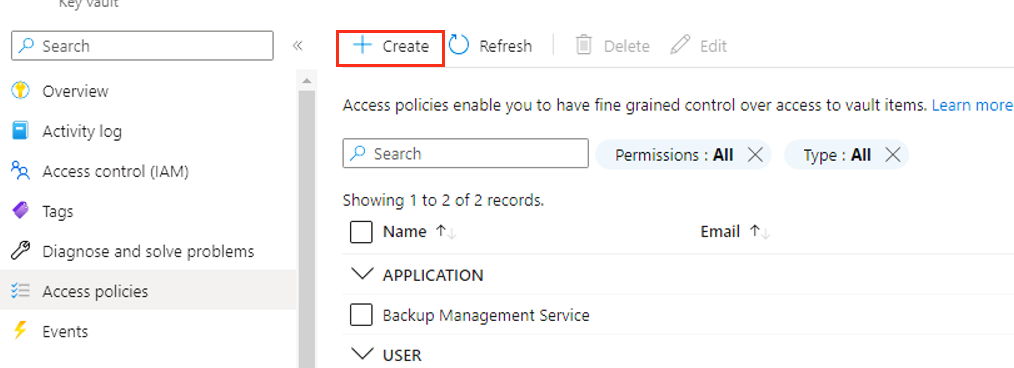 Key vault
Search
«
Overview
Activity log
Access control (IAM)
Tags
Diagnose and solve problems
Access policies
Events
Create Refresh Delete Edit
Access policies enable you to have fine grained control over access to vault items. Learn more
Search Permissions : All Type : All
Showing 1 to 2 of 2 records.
Name ↑↓ Email ↑↓
APPLICATION
Backup Management Service
USER